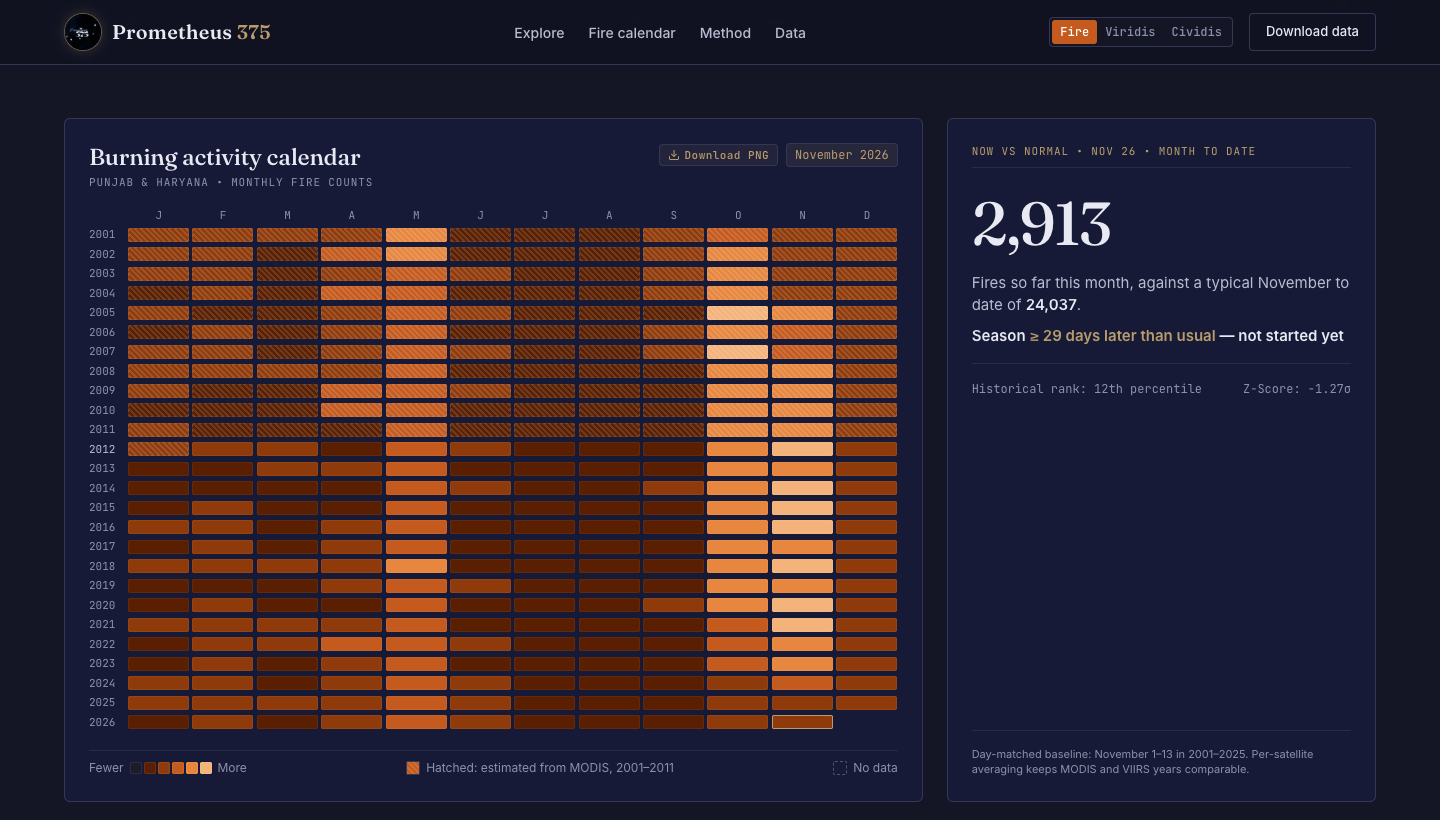 Prometheus 375
Explore Fire calendar Method Data
Fire Viridis Cividis
Download data
Burning activity calendar
PUNJAB & HARYANA • MONTHLY FIRE COUNTS
Download PNG
November 2026
J F M A M J J A S O N D
2001
2002
2003
2004
2005
2006
2007
2008
2009
2010
2011
2012
2013
2014
2015
2016
2017
2018
2019
2020
2021
2022
2023
2024
2025
2026
Fewer More
Hatched: estimated from MODIS, 2001–2011
No data
NOW VS NORMAL • NOV 26 • MONTH TO DATE
2,913
Fires so far this month, against a typical November to
date of 24,037.
Season ≥ 29 days later than usual — not started yet
Historical rank: 12th percentile
Z-Score: -1.27σ
Day-matched baseline: November 1–13 in 2001–2025. Per-satellite
averaging keeps MODIS and VIIRS years comparable.